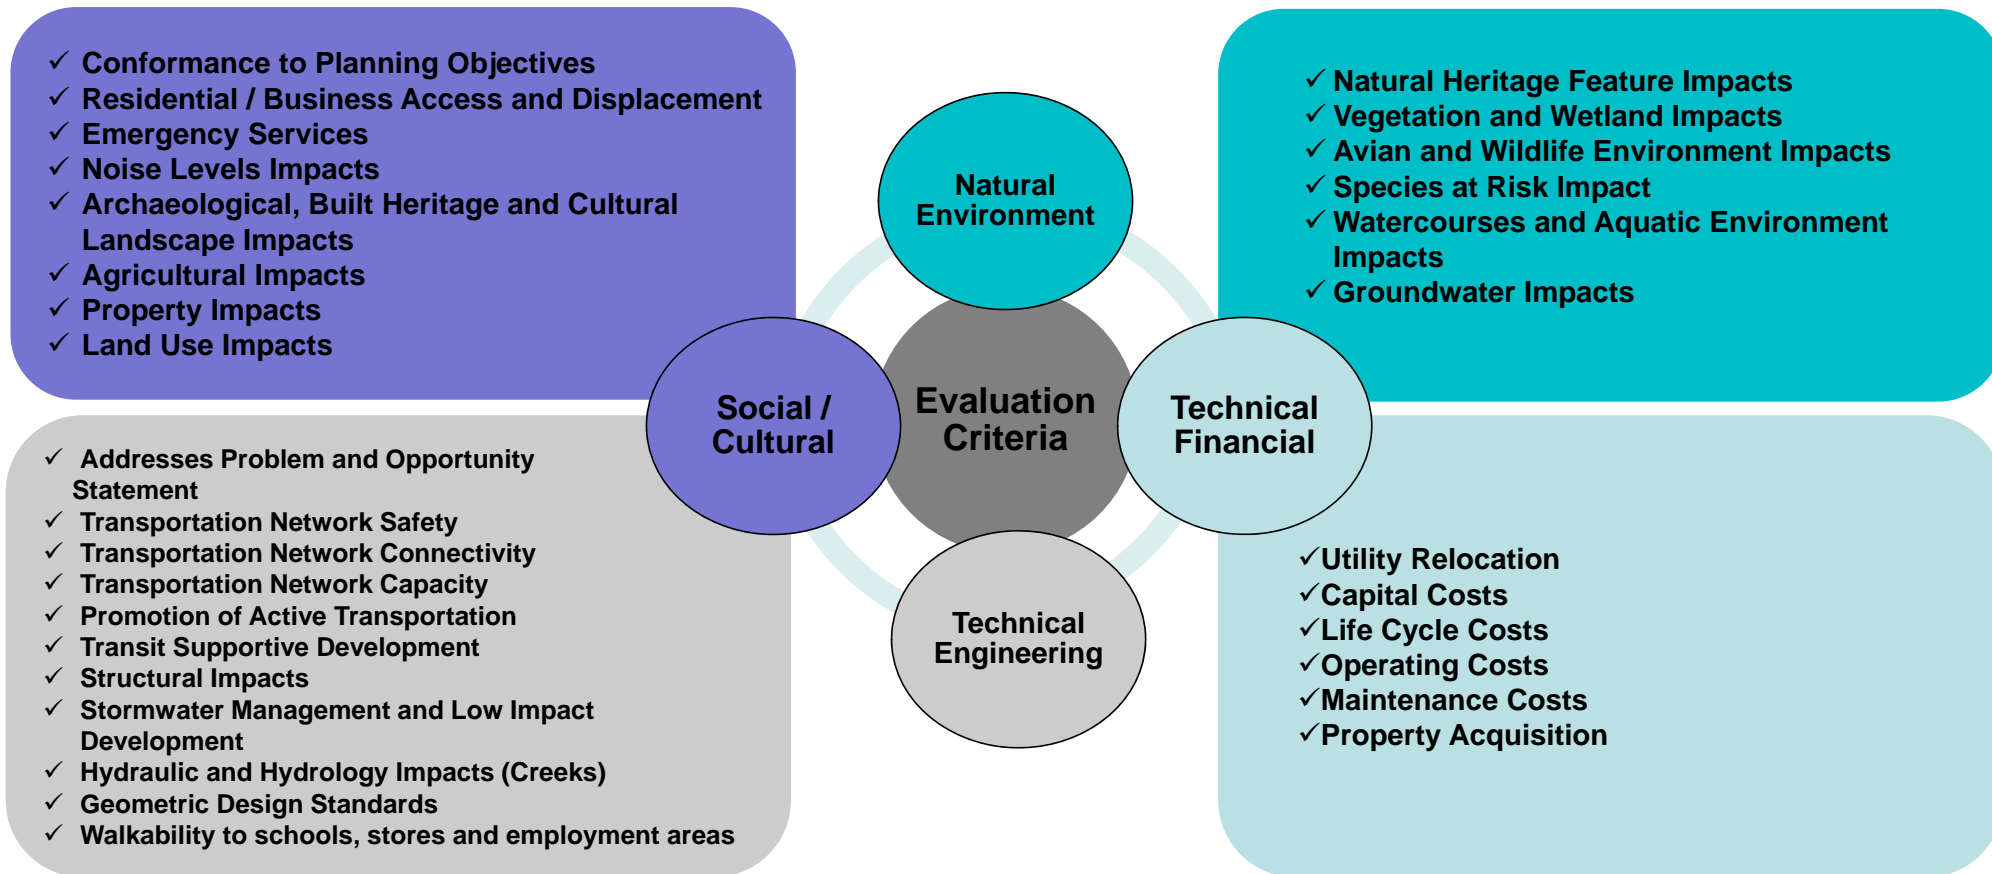 ✓ Conformance to Planning Objectives
✓ Residential / Business Access and Displacement
✓ Emergency Services
✓ Noise Levels Impacts
✓ Archaeological, Built Heritage and Cultural
Landscape Impacts
✓ Agricultural Impacts
✓ Property Impacts
✓ Land Use Impacts
✓ Natural Heritage Feature Impacts
✓ Vegetation and Wetland Impacts
✓ Avian and Wildlife Environment Impacts
✓ Species at Risk Impact
✓ Watercourses and Aquatic Environment
Impacts
✓ Groundwater Impacts
Natural
Environment
Social /
Cultural
Evaluation
Criteria
Technical
Financial
Technical
Engineering
✓ Addresses Problem and Opportunity
Statement
✓ Transportation Network Safety
✓ Transportation Network Connectivity
✓ Transportation Network Capacity
✓ Promotion of Active Transportation
✓ Transit Supportive Development
✓ Structural Impacts
✓ Stormwater Management and Low Impact
Development
✓ Hydraulic and Hydrology Impacts (Creeks)
✓ Geometric Design Standards
✓ Walkability to schools, stores and employment areas
✓Utility Relocation
✓Capital Costs
✓Life Cycle Costs
✓Operating Costs
✓Maintenance Costs
✓Property Acquisition